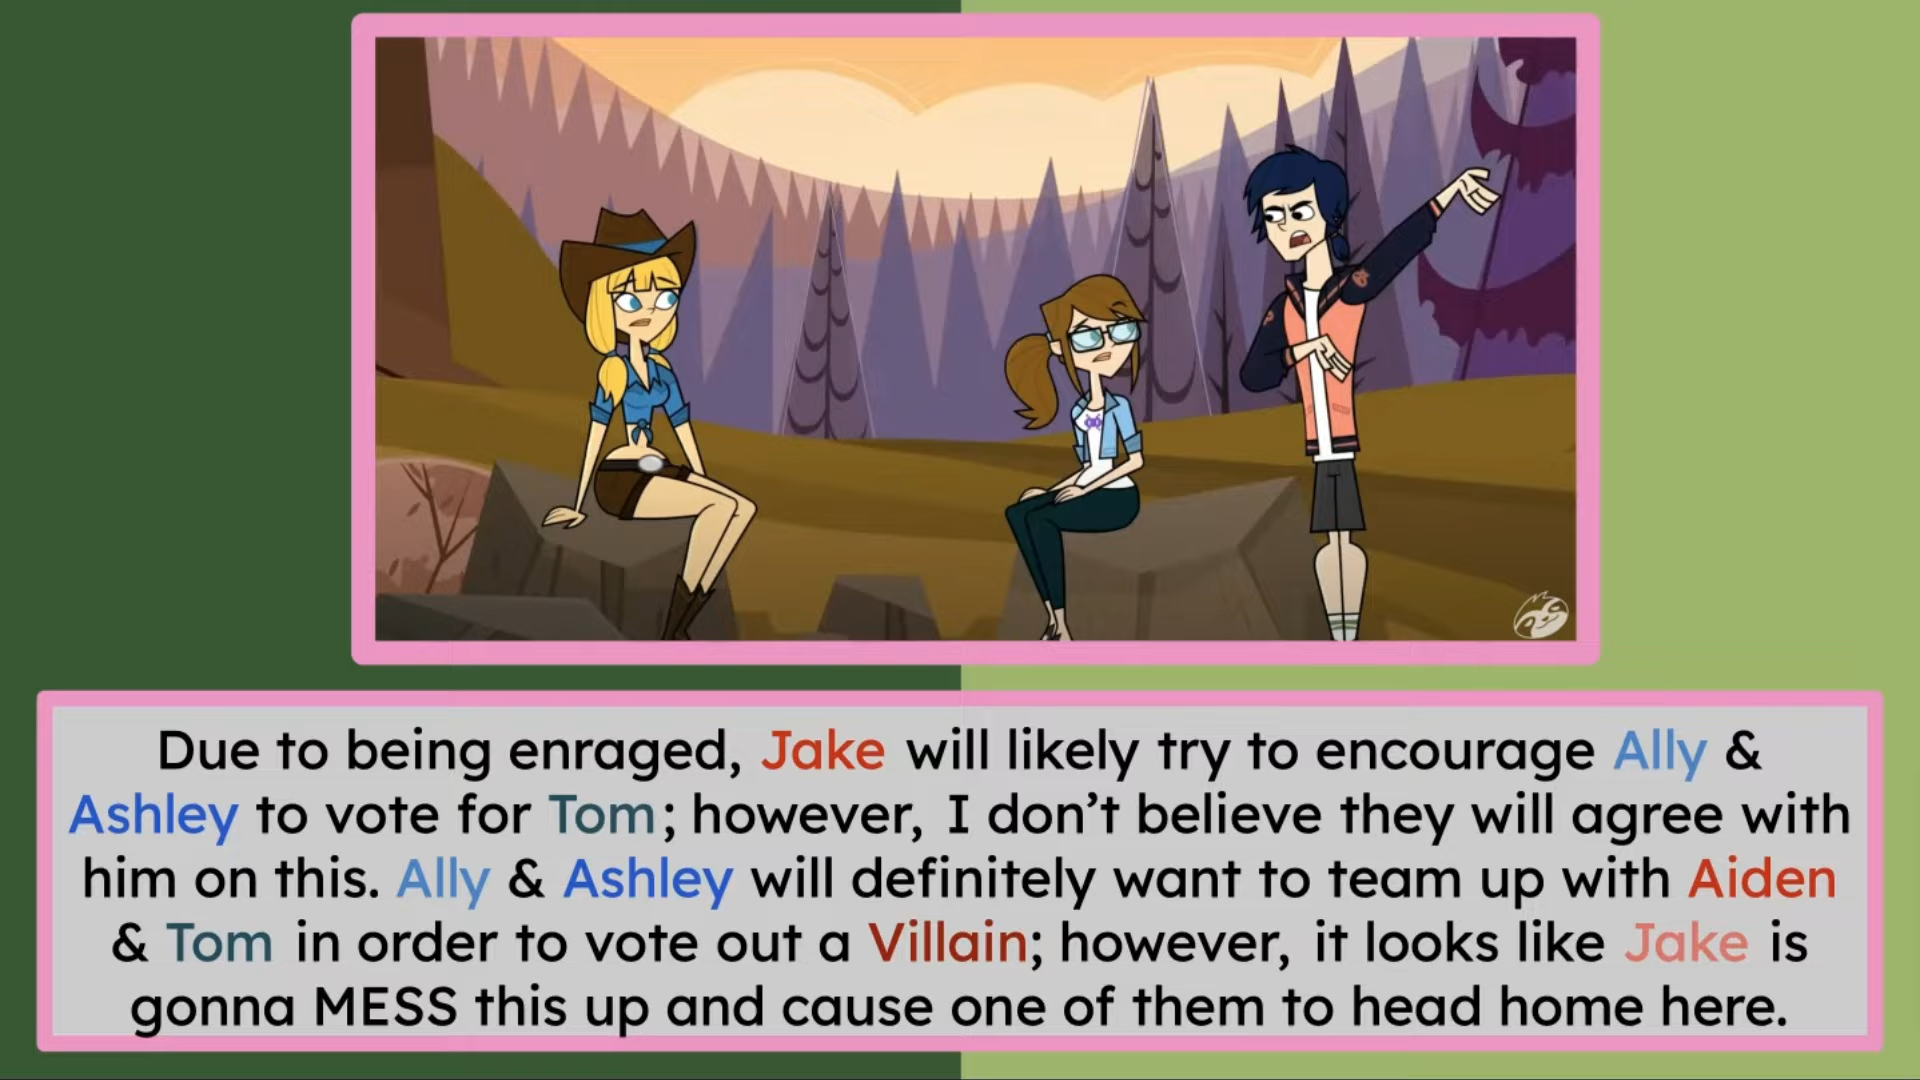 Due to being enraged, Jake will likely try to encourage Ally &
Ashley to vote for Tom; however, I don't believe they will agree with
him on this. Ally & Ashley will definitely want to team up with Aiden
& Tom in order to vote out a Villain; however, it looks like Jake is
gonna MESS this up and cause one of them to head home here.